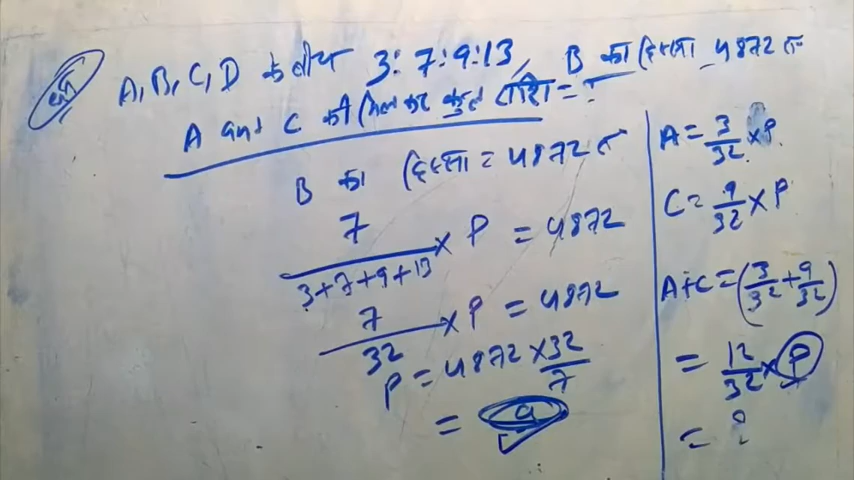 प्रश्न
A, B, C, D के बीच 3:7:9:13, B का हिस्सा 4872 रु
A and C की मिलाकर कुल राशि = ?
B का हिस्सा = 4872 रु
7/(3+7+9+13) × P = 4872
7/32 × P = 4872
P = 4872 × 32/7
=
A = 3/32 × P
C = 9/32 × P
A+C = (3/32 + 9/32)
= 12/32 × P
= ?